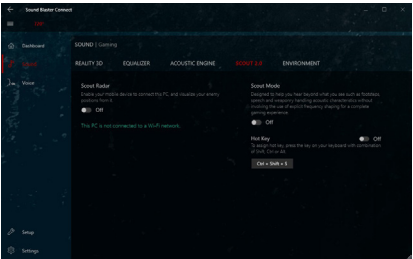 Sound Blaster Connect
Dashboard
SOUND | Gaming
REALITY 3D EQUALIZER ACOUSTIC ENGINE SCOUT 2.0 ENVIRONMENT
Scout Radar
Enable your mobile device to connect this PC, and visualize your enemy
positions from it.
Off
This PC is not connected to a Wi-Fi network.
Scout Mode
Designed to help you hear beyond what you see such as footsteps,
speech and weaponry handling acoustic characteristics without
involving the use of explicit frequency shaping for a complete
gaming experience.
Off
Hot Key Off
To assign hot key, press the key on your keyboard with combination
of Shift, Ctrl or Alt.
Ctrl + Shift + S
Voice
Setup
Settings